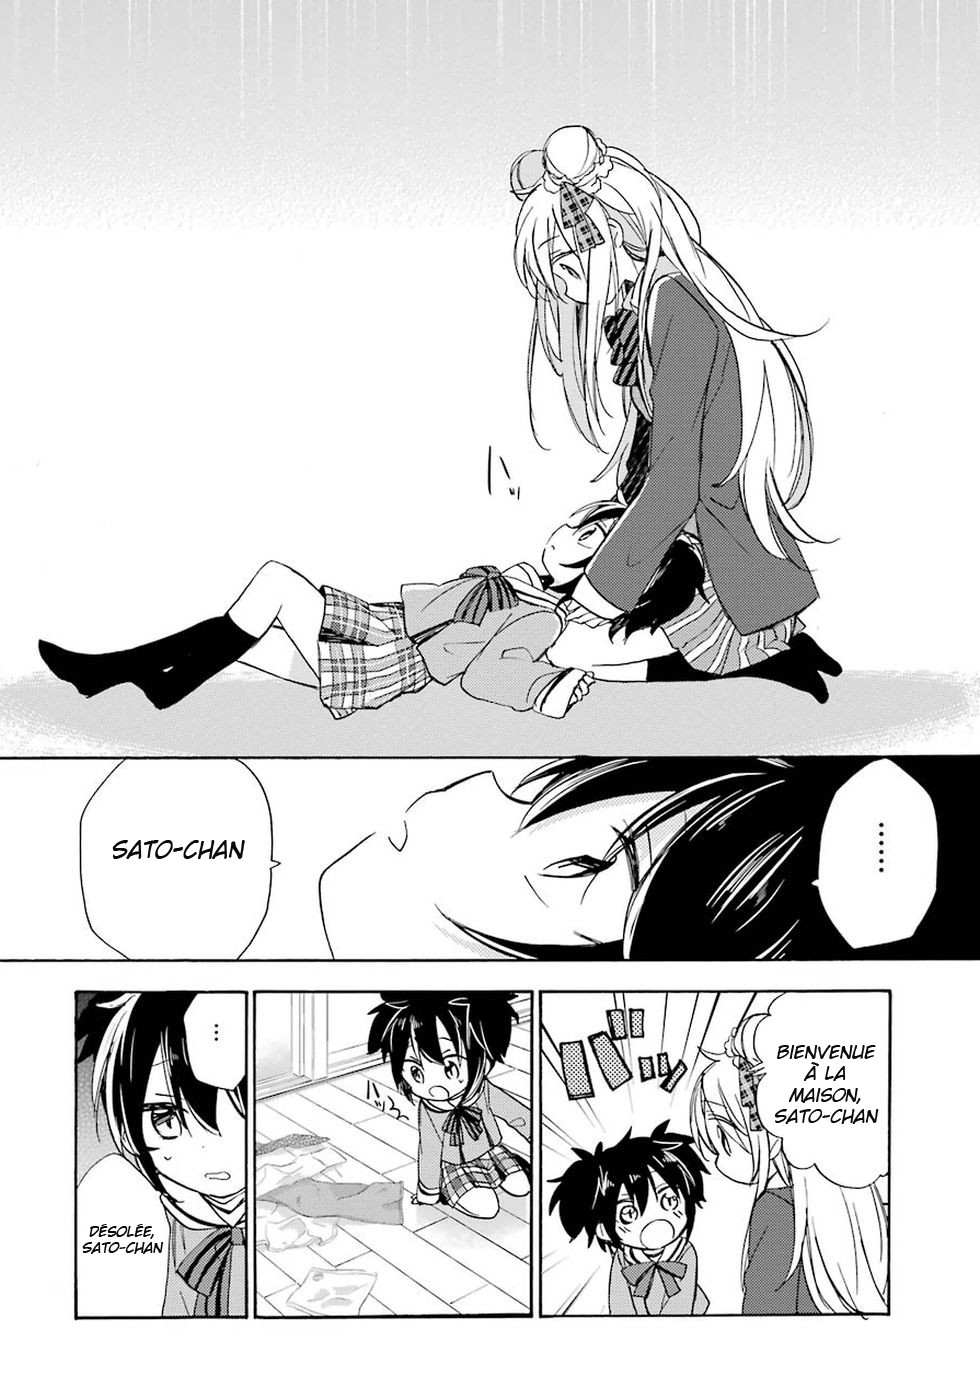 ……
SATO-CHAN
BIENVENUE
À LA
MAISON,
SATO-CHAN
…
DÉSOLÉE,
SATO-CHAN